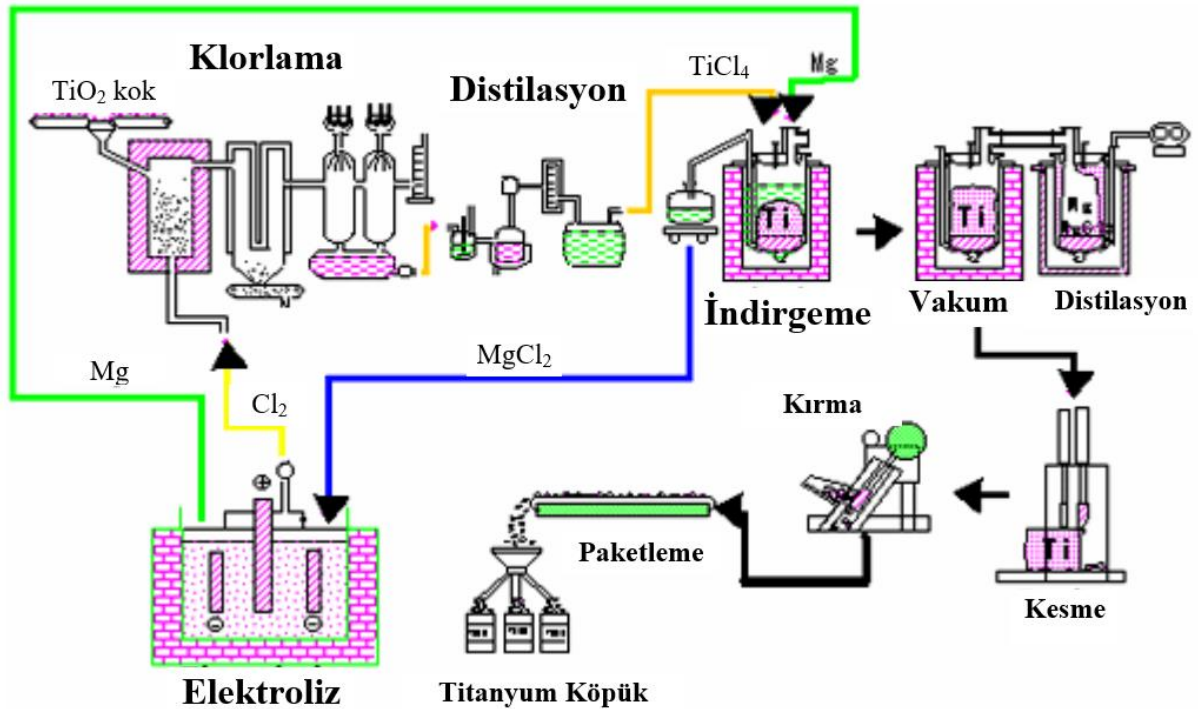 Klorlama
TiO₂ kok
Distilasyon
TiCl₄
Mg
Ti
İndirgeme
Ti
Vakum
Distilasyon
Mg
Cl₂
MgCl₂
Kırma
Ti
Kesme
Paketleme
Titanyum Köpük
Elektroliz